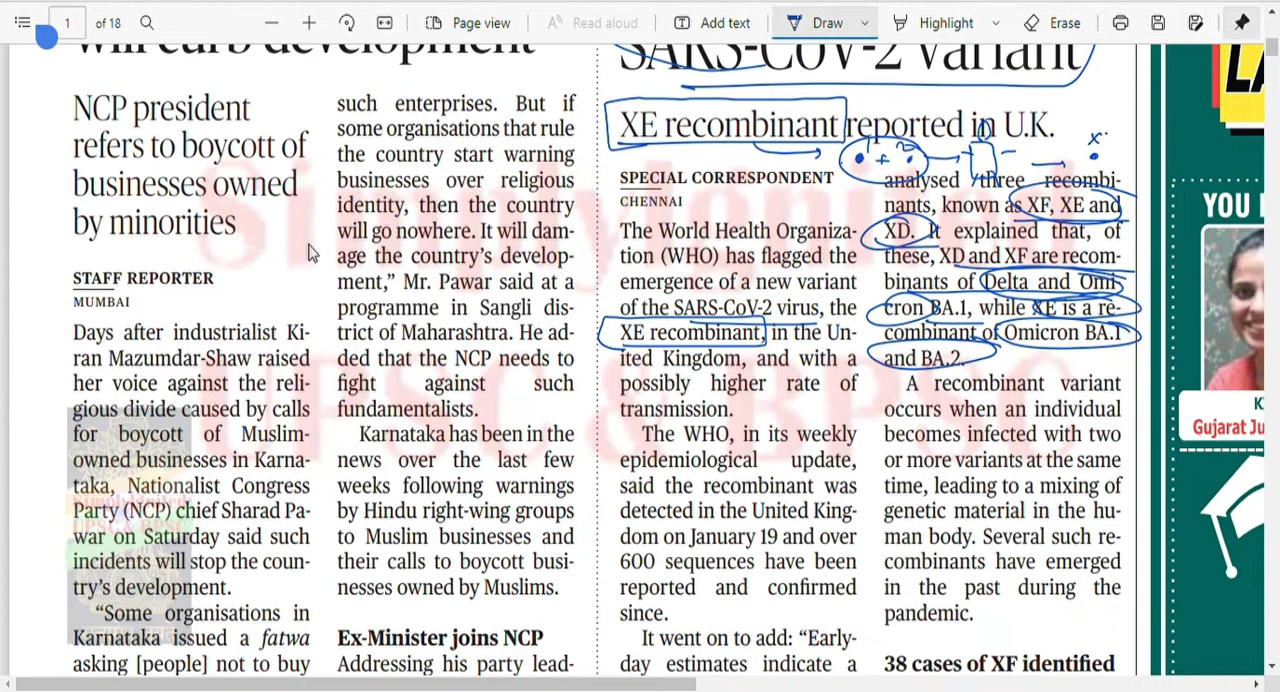 1 of 18 Page view Read aloud Add text Draw Highlight Erase
will curb development
NCP president
refers to boycott of
businesses owned
by minorities
STAFF REPORTER
MUMBAI
Days after industrialist Ki-
ran Mazumdar-Shaw raised
her voice against the reli-
gious divide caused by calls
for boycott of Muslim-
owned businesses in Karna-
taka, Nationalist Congress
Party (NCP) chief Sharad Pa-
war on Saturday said such
incidents will stop the coun-
try’s development.
“Some organisations in
Karnataka issued a fatwa
asking [people] not to buy
such enterprises. But if
some organisations that rule
the country start warning
businesses over religious
identity, then the country
will go nowhere. It will dam-
age the country’s develop-
ment,” Mr. Pawar said at a
programme in Sangli dis-
trict of Maharashtra. He ad-
ded that the NCP needs to
fight against such
fundamentalists.
Karnataka has been in the
news over the last few
weeks following warnings
by Hindu right-wing groups
to Muslim businesses and
their calls to boycott busi-
nesses owned by Muslims.
Ex-Minister joins NCP
Addressing his party lead-
SARS-CoV-2 variant
XE recombinant reported in U.K.
SPECIAL CORRESPONDENT
CHENNAI
The World Health Organiza-
tion (WHO) has flagged the
emergence of a new variant
of the SARS-CoV-2 virus, the
XE recombinant, in the Un-
ited Kingdom, and with a
possibly higher rate of
transmission.
The WHO, in its weekly
epidemiological update,
said the recombinant was
detected in the United King-
dom on January 19 and over
600 sequences have been
reported and confirmed
since.
It went on to add: “Early-
day estimates indicate a
analysed three recombi-
nants, known as XF, XE and
XD. It explained that, of
these, XD and XF are recom-
binants of Delta and Omi-
cron BA.1, while XE is a re-
combinant of Omicron BA.1
and BA.2.
A recombinant variant
occurs when an individual
becomes infected with two
or more variants at the same
time, leading to a mixing of
genetic material in the hu-
man body. Several such re-
combinants have emerged
in the past during the
pandemic.
38 cases of XF identified
Simply Ignited
UPSC & BPSC
Simply Ignited
UPSC & BPSC
LA
YOU
K
Gujarat Ju